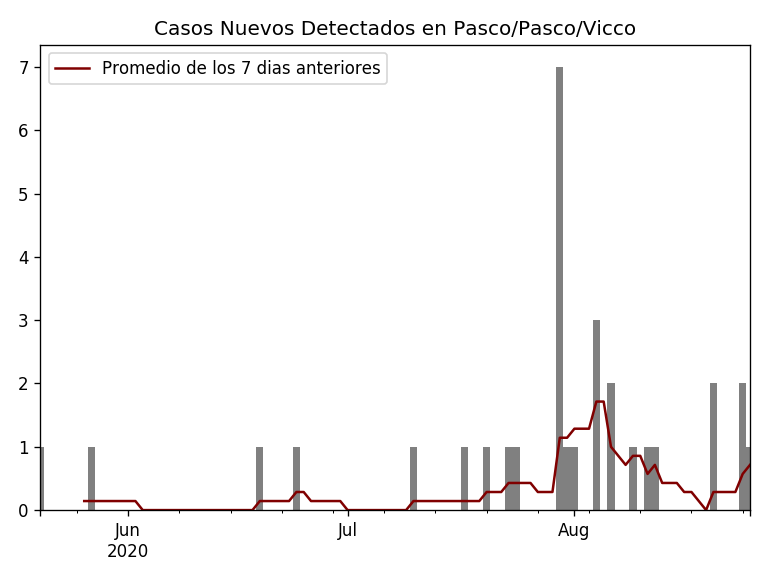 Casos Nuevos Detectados en Pasco/Pasco/Vicco
Promedio de los 7 dias anteriores
7
6
5
4
3
2
1
0
Jun
2020
Jul
Aug